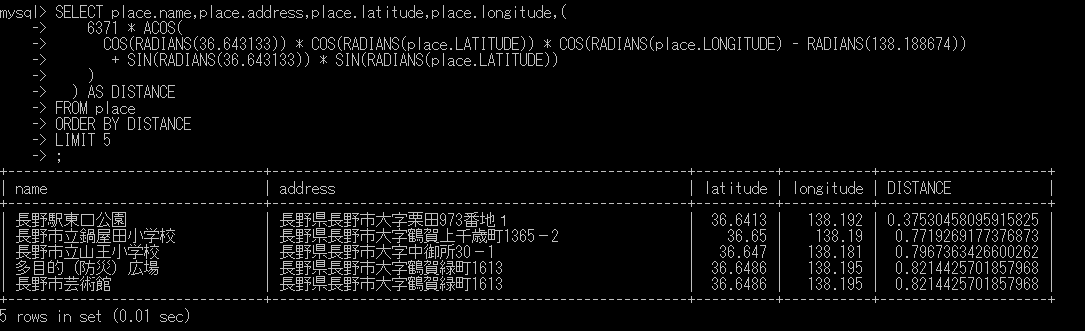 mysql> SELECT place.name,place.address,place.latitude,place.longitude,(
    ->     6371 * ACOS(
    ->       COS(RADIANS(36.643133)) * COS(RADIANS(place.LATITUDE)) * COS(RADIANS(place.LONGITUDE) - RADIANS(138.188674))
    ->        + SIN(RADIANS(36.643133)) * SIN(RADIANS(place.LATITUDE))
    ->     )
    ->   ) AS DISTANCE
    -> FROM place
    -> ORDER BY DISTANCE
    -> LIMIT 5
    -> ;
| name | address | latitude | longitude | DISTANCE |
| 長野駅東口公園 | 長野県長野市大字栗田973番地１ | 36.6413 | 138.192 | 0.37530458095915825 |
| 長野市立鍋屋田小学校 | 長野県長野市大字鶴賀上千歳町1365−2 | 36.65 | 138.19 | 0.7719269177376873 |
| 長野市立山王小学校 | 長野県長野市大字中御所30−1 | 36.647 | 138.181 | 0.7967363426600262 |
| 多目的（防災）広場 | 長野県長野市大字鶴賀緑町1613 | 36.6486 | 138.195 | 0.8214425701857968 |
| 長野市芸術館 | 長野県長野市大字鶴賀緑町1613 | 36.6486 | 138.195 | 0.8214425701857968 |
5 rows in set (0.01 sec)